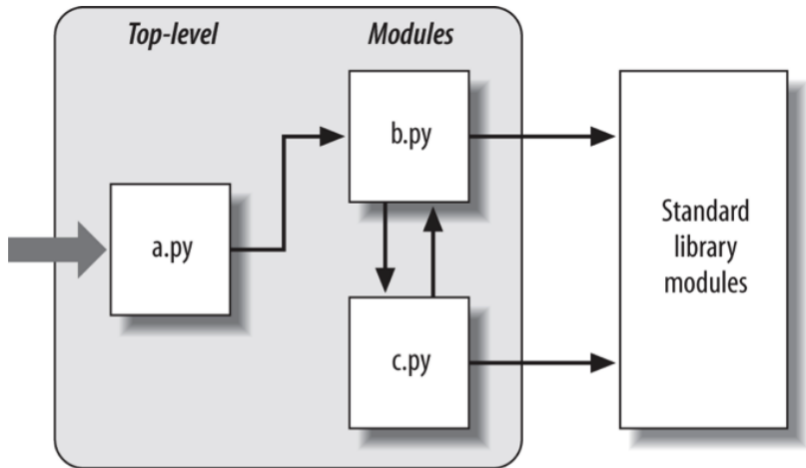 Top-level
Modules
b.py
a.py
c.py
Standard
library
modules